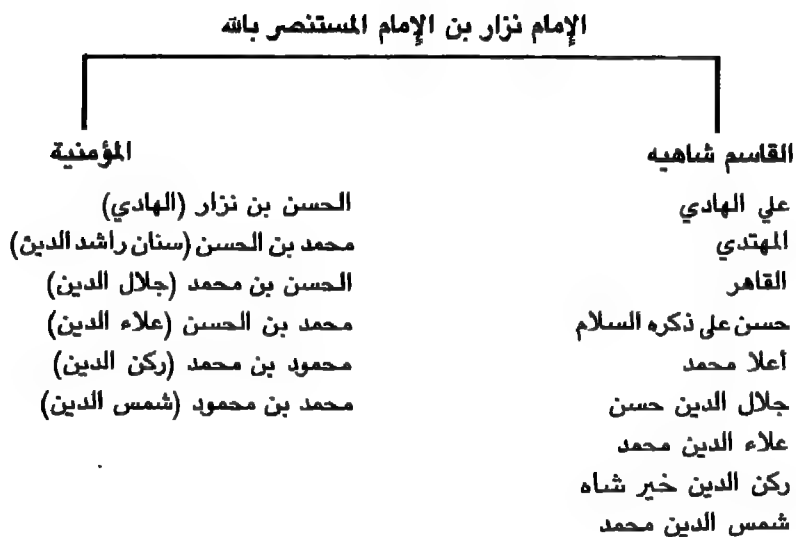 الإمام نزار بن الإمام المستنصر بالله
القاسم شاهيه
علي الهادي
المهتدي
القاهر
حسن على ذكره السلام
أعلا محمد
جلال الدين حسن
علاء الدين محمد
ركن الدين خير شاه
شمس الدين محمد
المؤمنية
الحسن بن نزار (الهادي)
محمد بن الحسن (سنان راشد الدين)
الحسن بن محمد (جلال الدين)
محمد بن الحسن (علاء الدين)
محمود بن محمد (ركن الدين)
محمد بن محمود (شمس الدين)